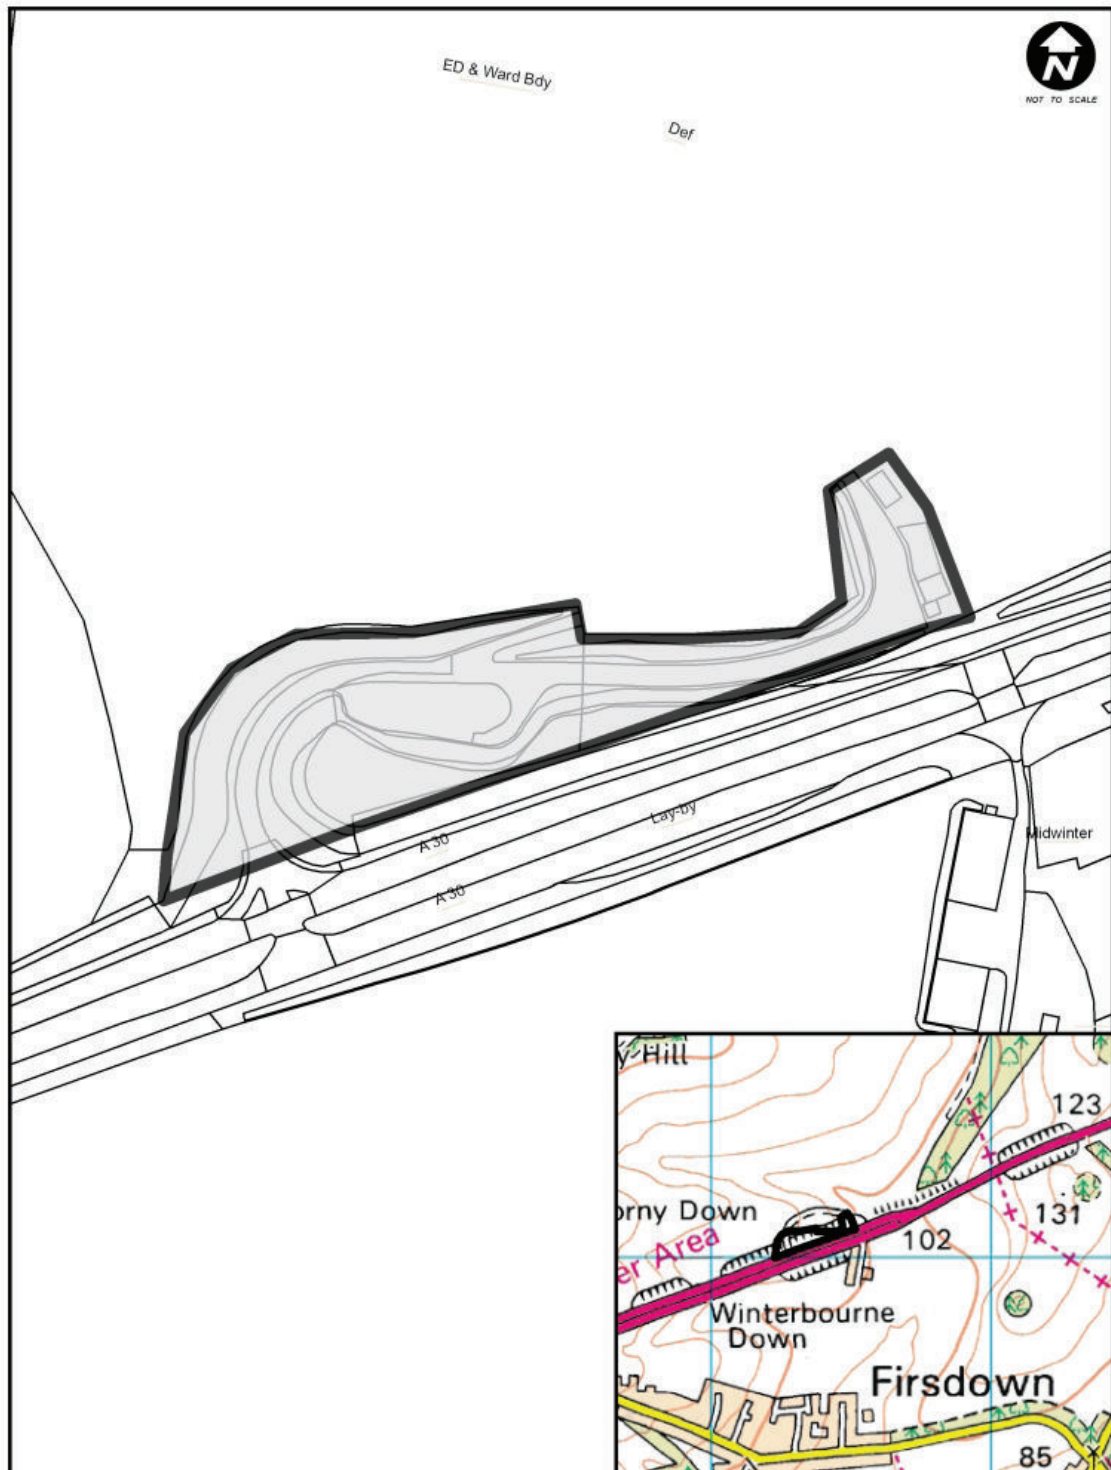 N
NOT TO SCALE
ED & Ward Bdy
Def
A 30
Lay-by
Midwinter
A 30
y Hill
123
orny Down
131
102
er Area
Winterbourne
Down
Firsdown
85